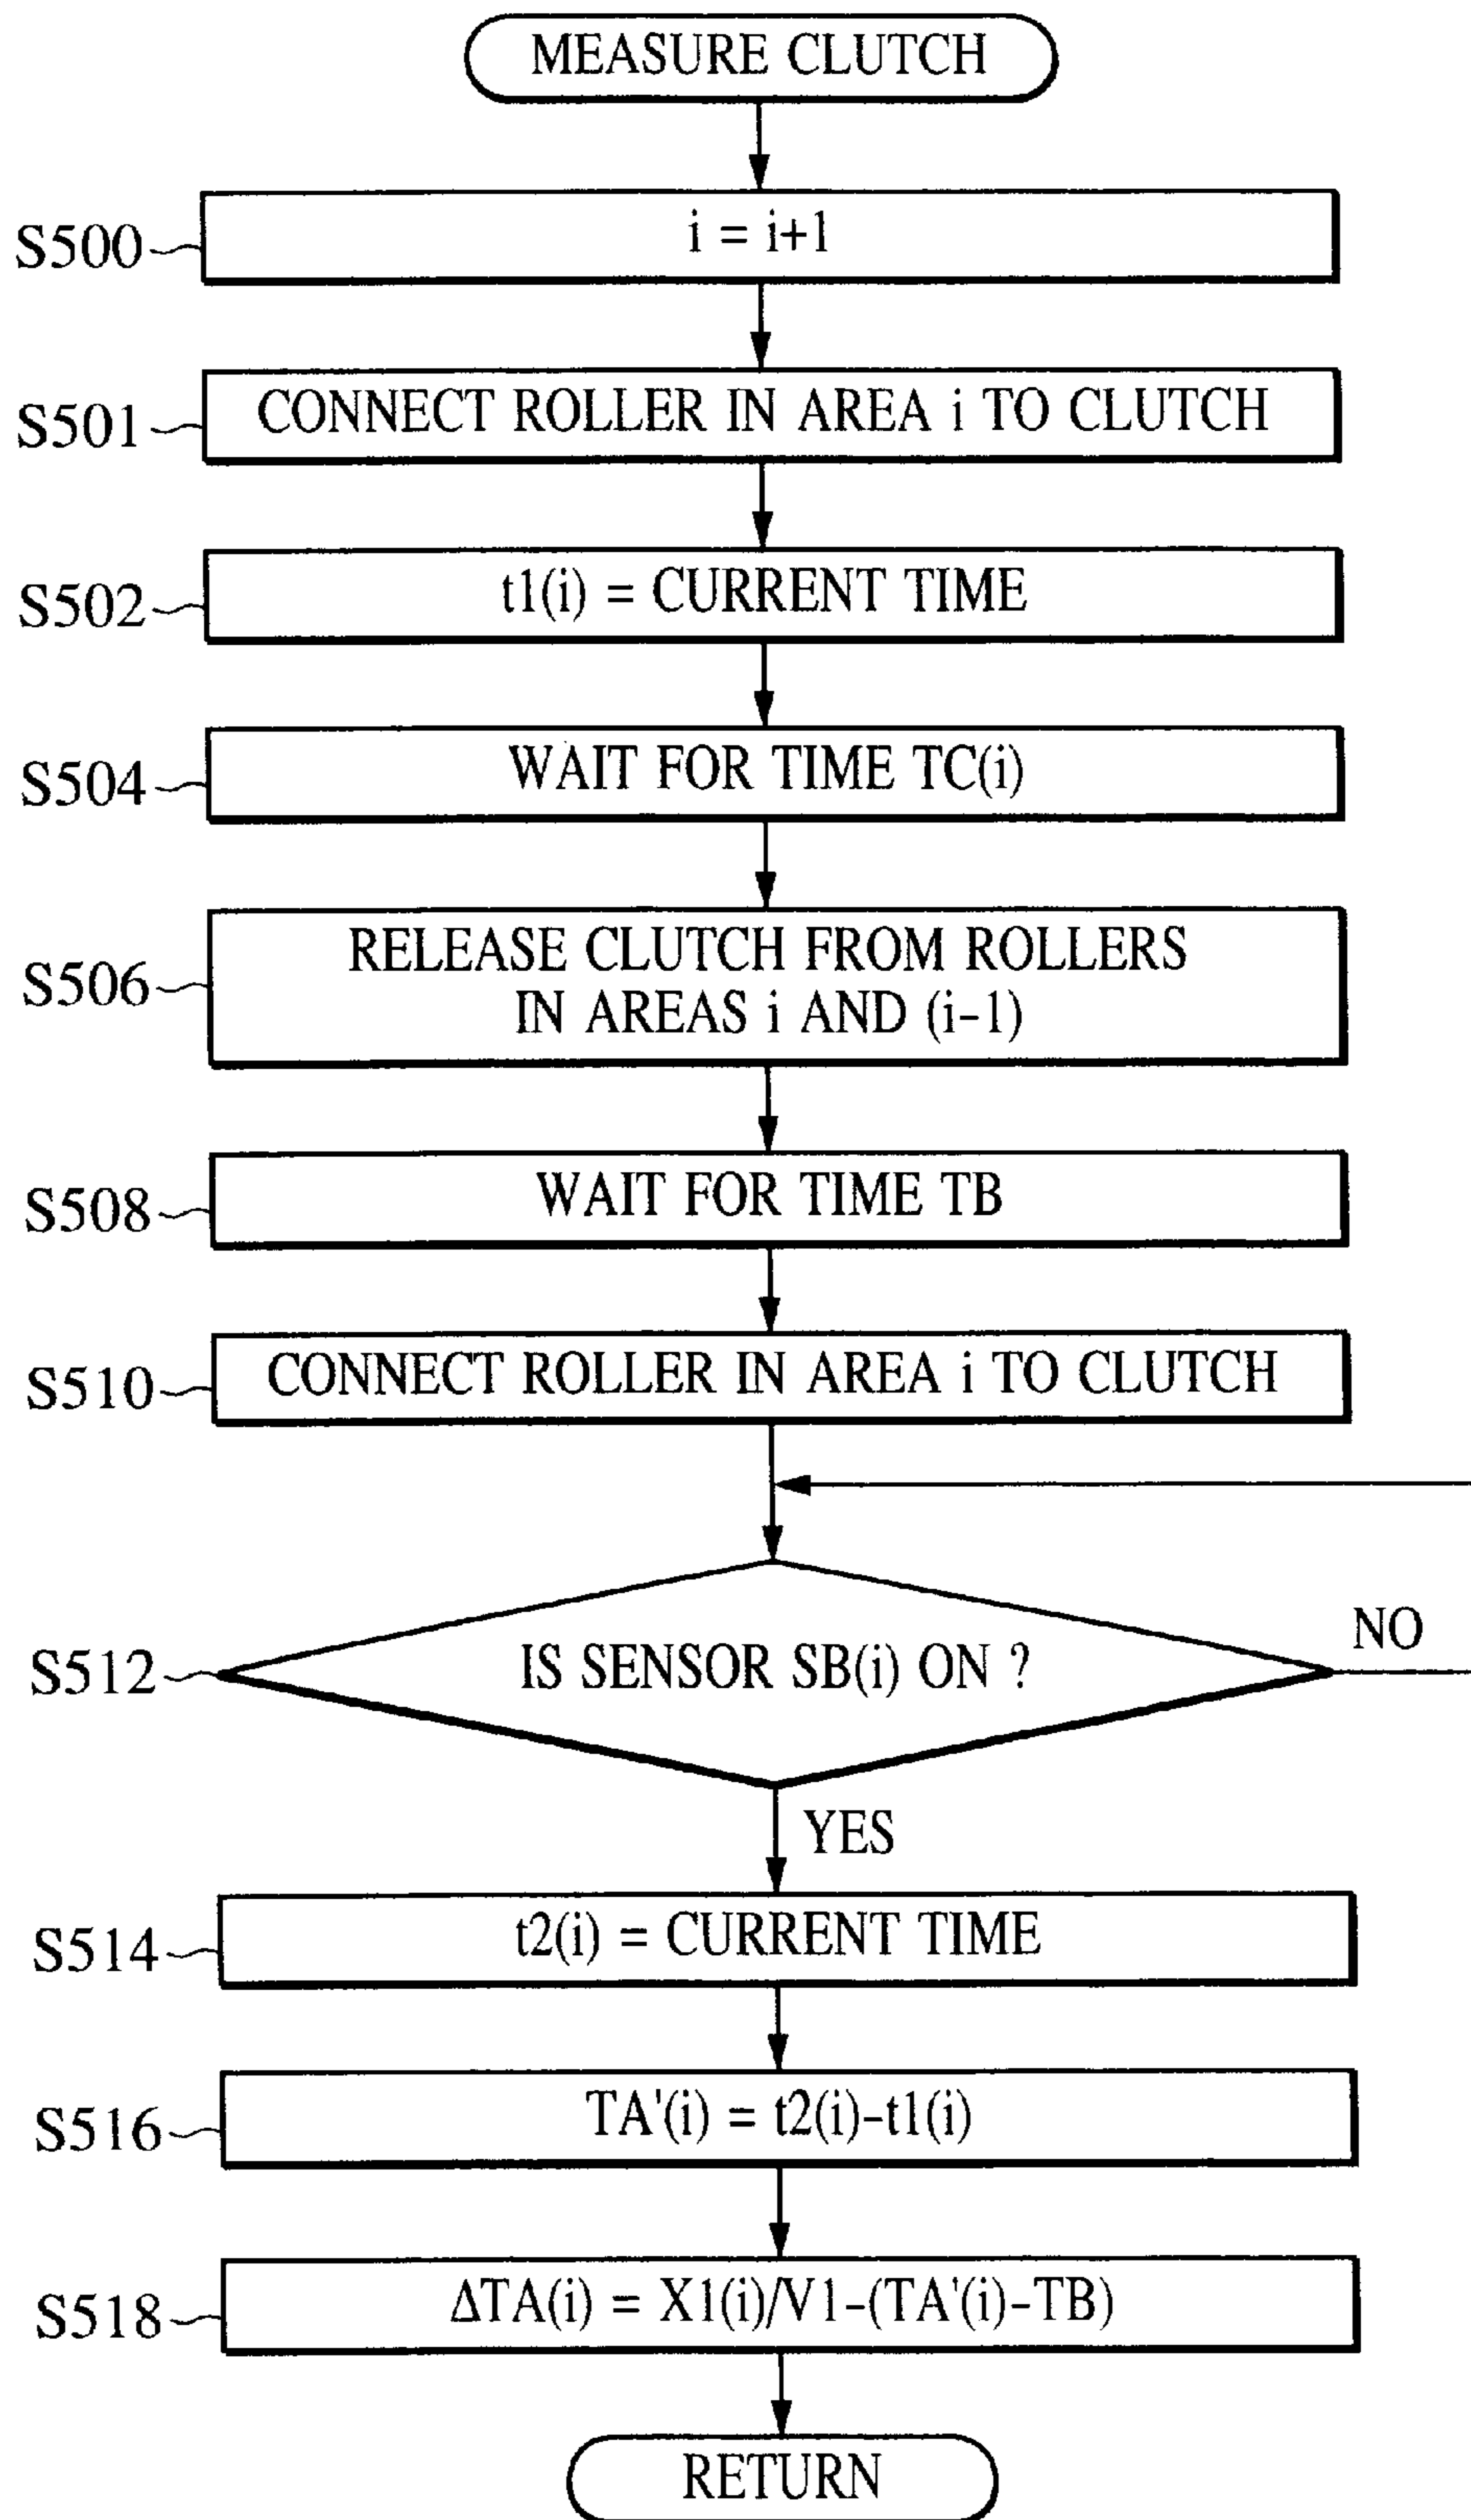 MEASURE CLUTCH
S500
i = i+1
S501
CONNECT ROLLER IN AREA i TO CLUTCH
S502
t1(i) = CURRENT TIME
S504
WAIT FOR TIME TC(i)
S506
RELEASE CLUTCH FROM ROLLERS
IN AREAS i AND (i-1)
S508
WAIT FOR TIME TB
S510
CONNECT ROLLER IN AREA i TO CLUTCH
S512
IS SENSOR SB(i) ON ?
NO
YES
S514
t2(i) = CURRENT TIME
S516
TA'(i) = t2(i)-t1(i)
S518
ΔTA(i) = X1(i)/V1-(TA'(i)-TB)
RETURN